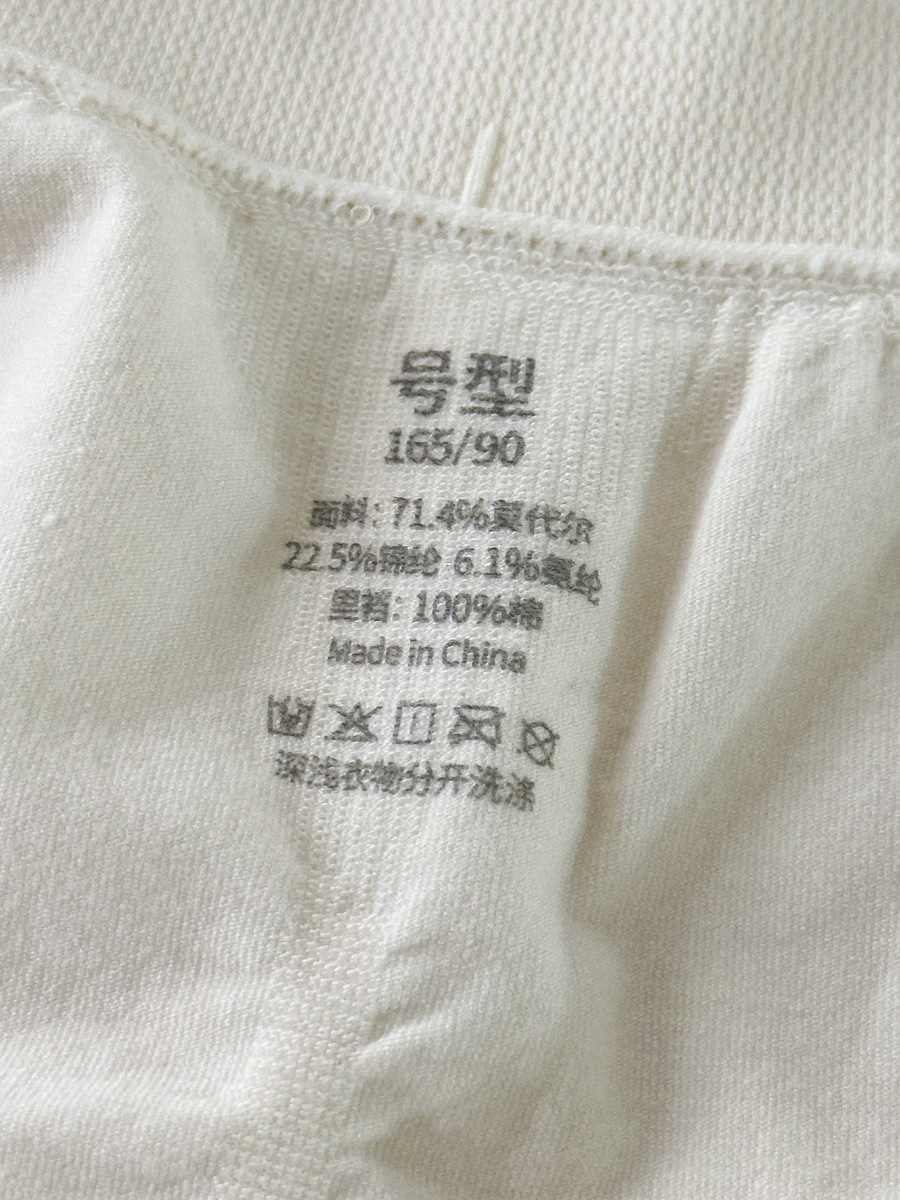 号型
165/90
面料: 71.4%莫代尔
22.5%锦纶 6.1%氨纶
里裆: 100%棉
Made in China
深浅衣物分开洗涤